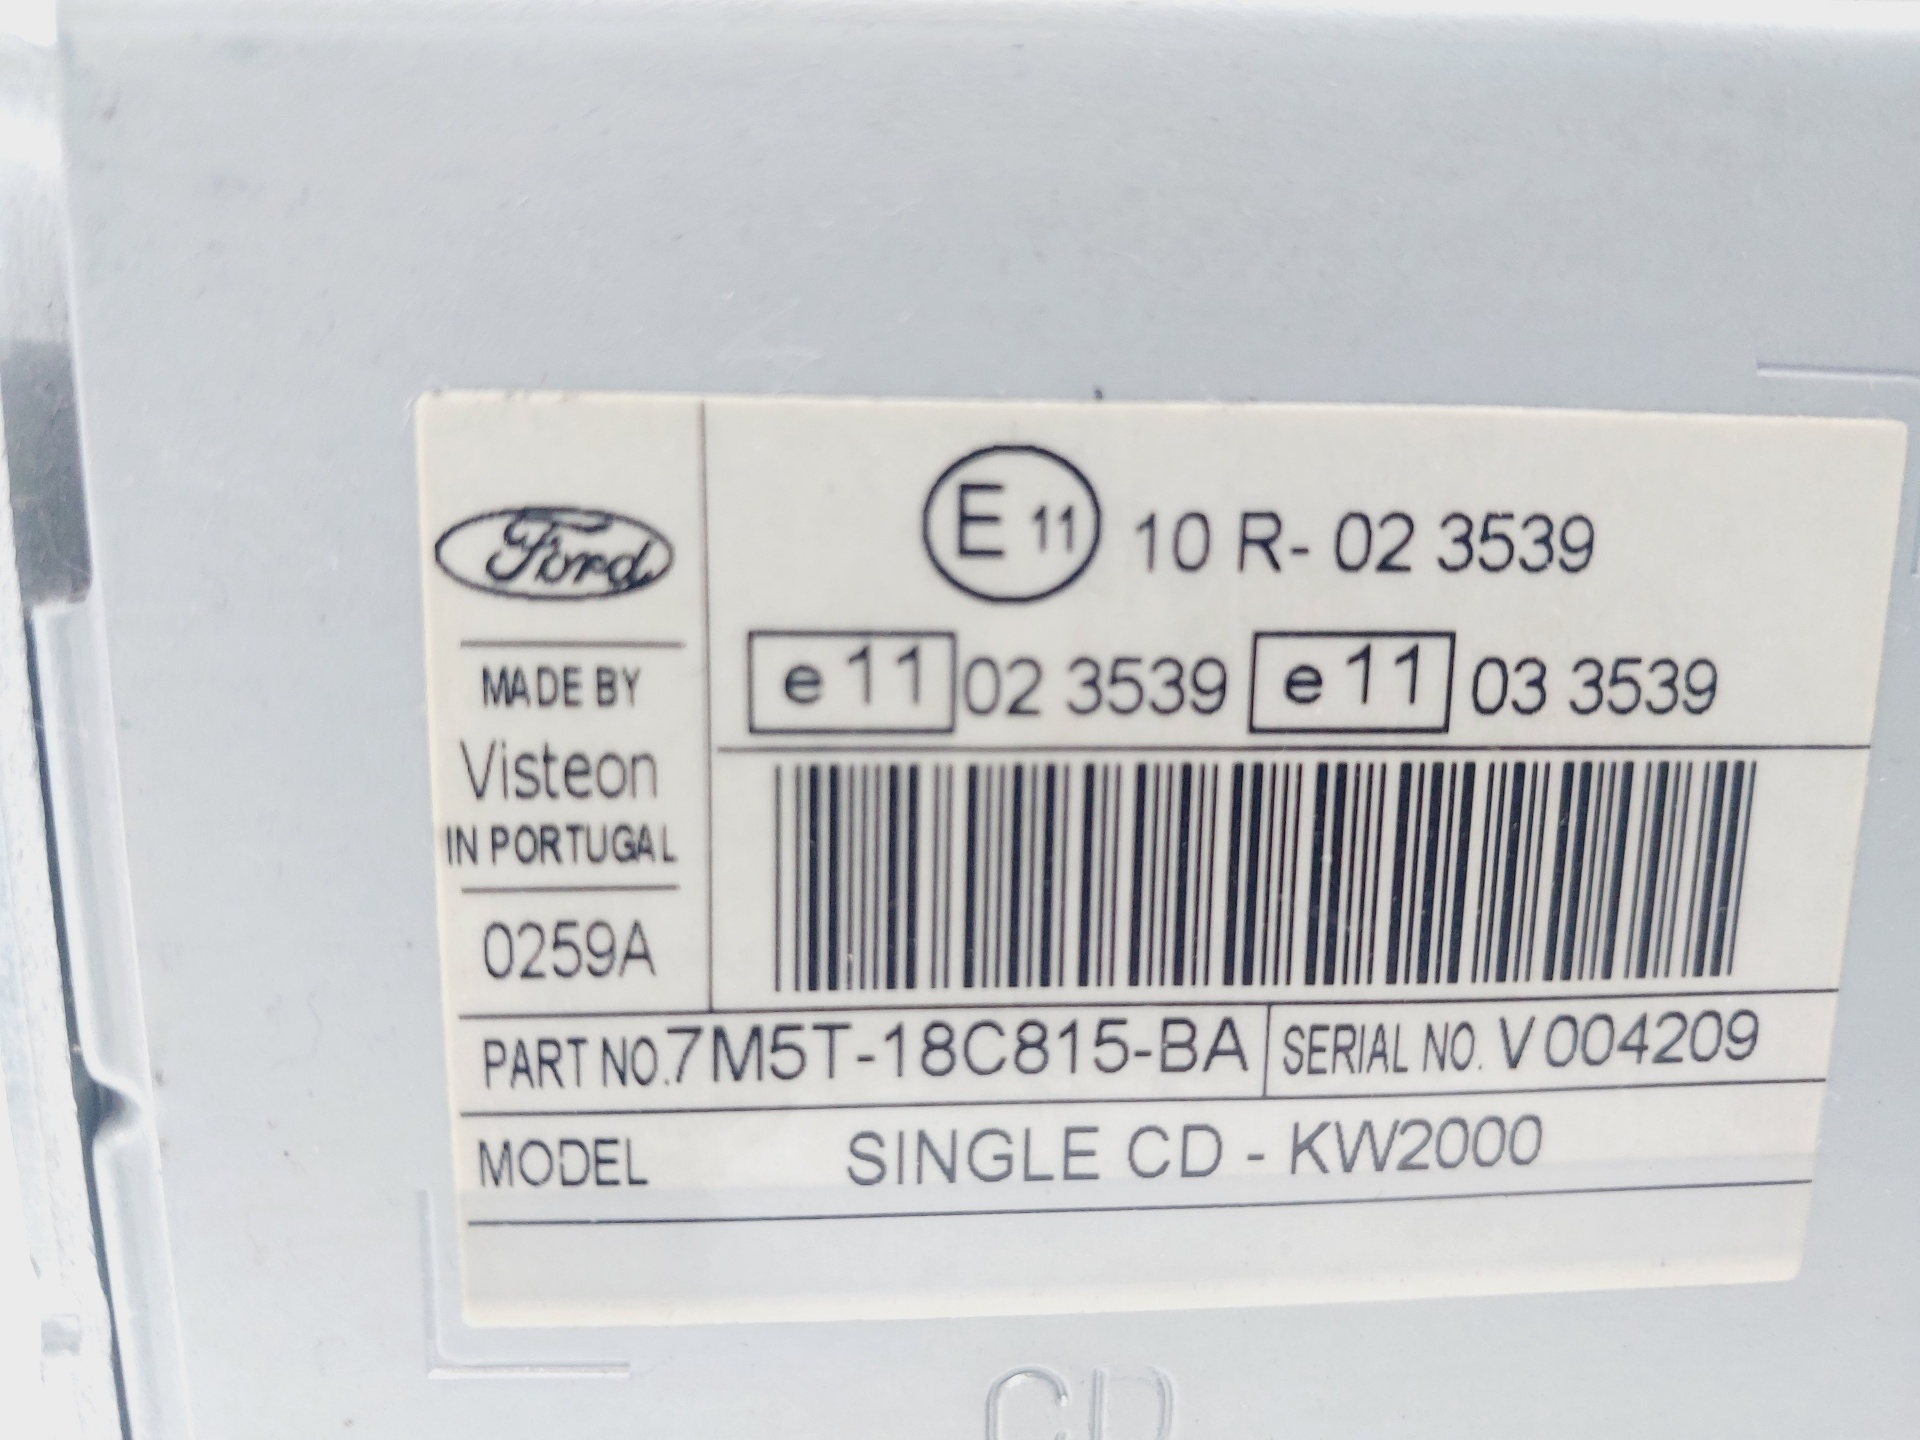 Ford
MADE BY
Visteon
IN PORTUGAL
0259A
E 11 10 R- 02 3539
e 11 02 3539 e 11 03 3539
PART NO. 7M5T-18C815-BA SERIAL NO. V 004209
MODEL SINGLE CD - KW2000
CD